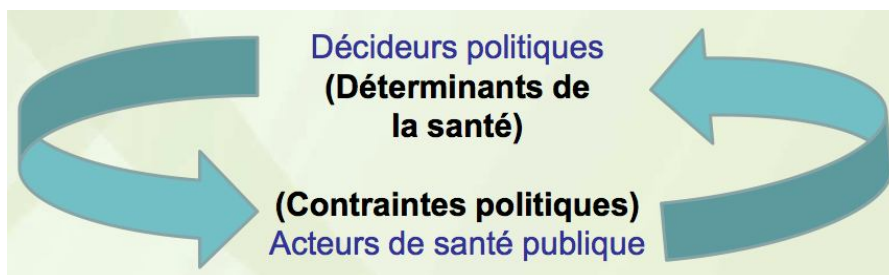 Décideurs politiques
(Déterminants de
la santé)
(Contraintes politiques)
Acteurs de santé publique